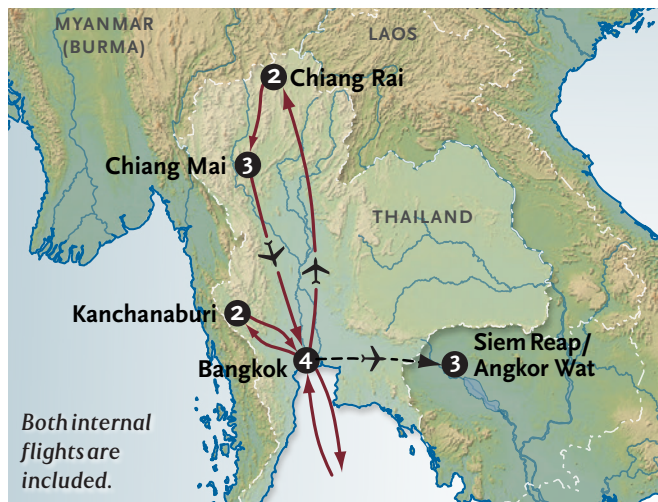 MYANMAR
(BURMA)
LAOS
2 Chiang Rai
Chiang Mai 3
THAILAND
Kanchanaburi 2
Siem Reap/
Bangkok 4
3 Angkor Wat
Both internal
flights are
included.